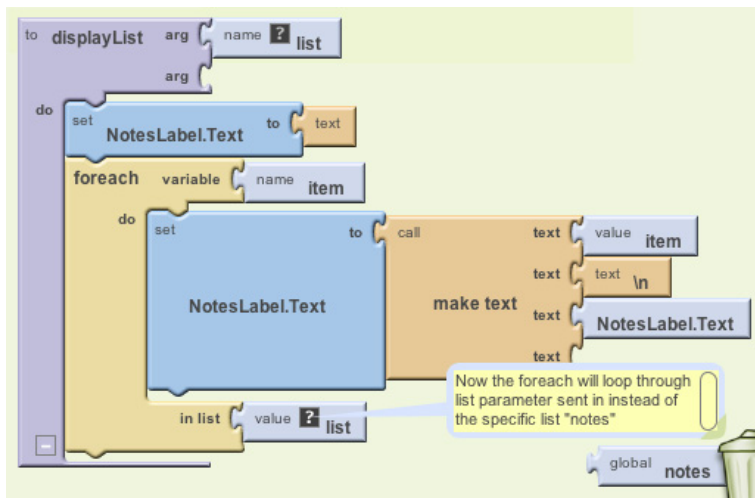 to displayList arg name ? list
arg
do
set NotesLabel.Text to text
foreach variable name item
do
set NotesLabel.Text to call make text text value item
text text \n
text NotesLabel.Text
text
in list value ? list
Now the foreach will loop through
list parameter sent in instead of
the specific list "notes"
global notes